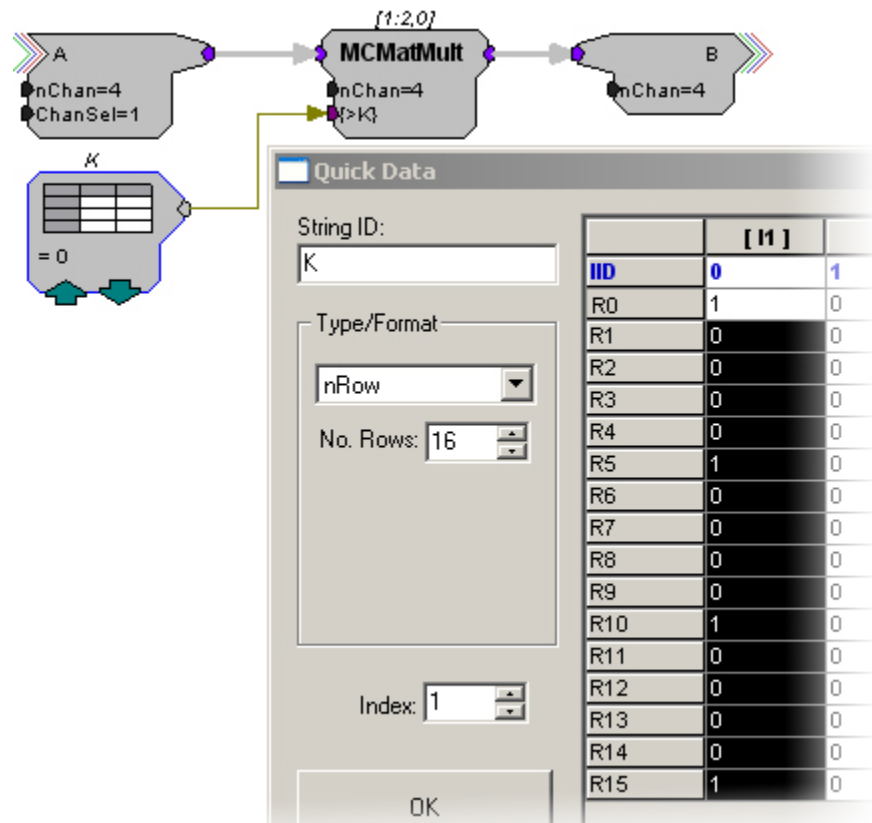 [1:2,0]
A
MCMatMult
B
nChan=4
ChanSel=1
nChan=4
{>K}
nChan=4
K
= 0
Quick Data
String ID:
K
Type/Format
nRow
No. Rows: 16
Index: 1
OK
[ I1 ]
IID 0 1
R0 1 0
R1 0 0
R2 0 0
R3 0 0
R4 0 0
R5 1 0
R6 0 0
R7 0 0
R8 0 0
R9 0 0
R10 1 0
R11 0 0
R12 0 0
R13 0 0
R14 0 0
R15 1 0